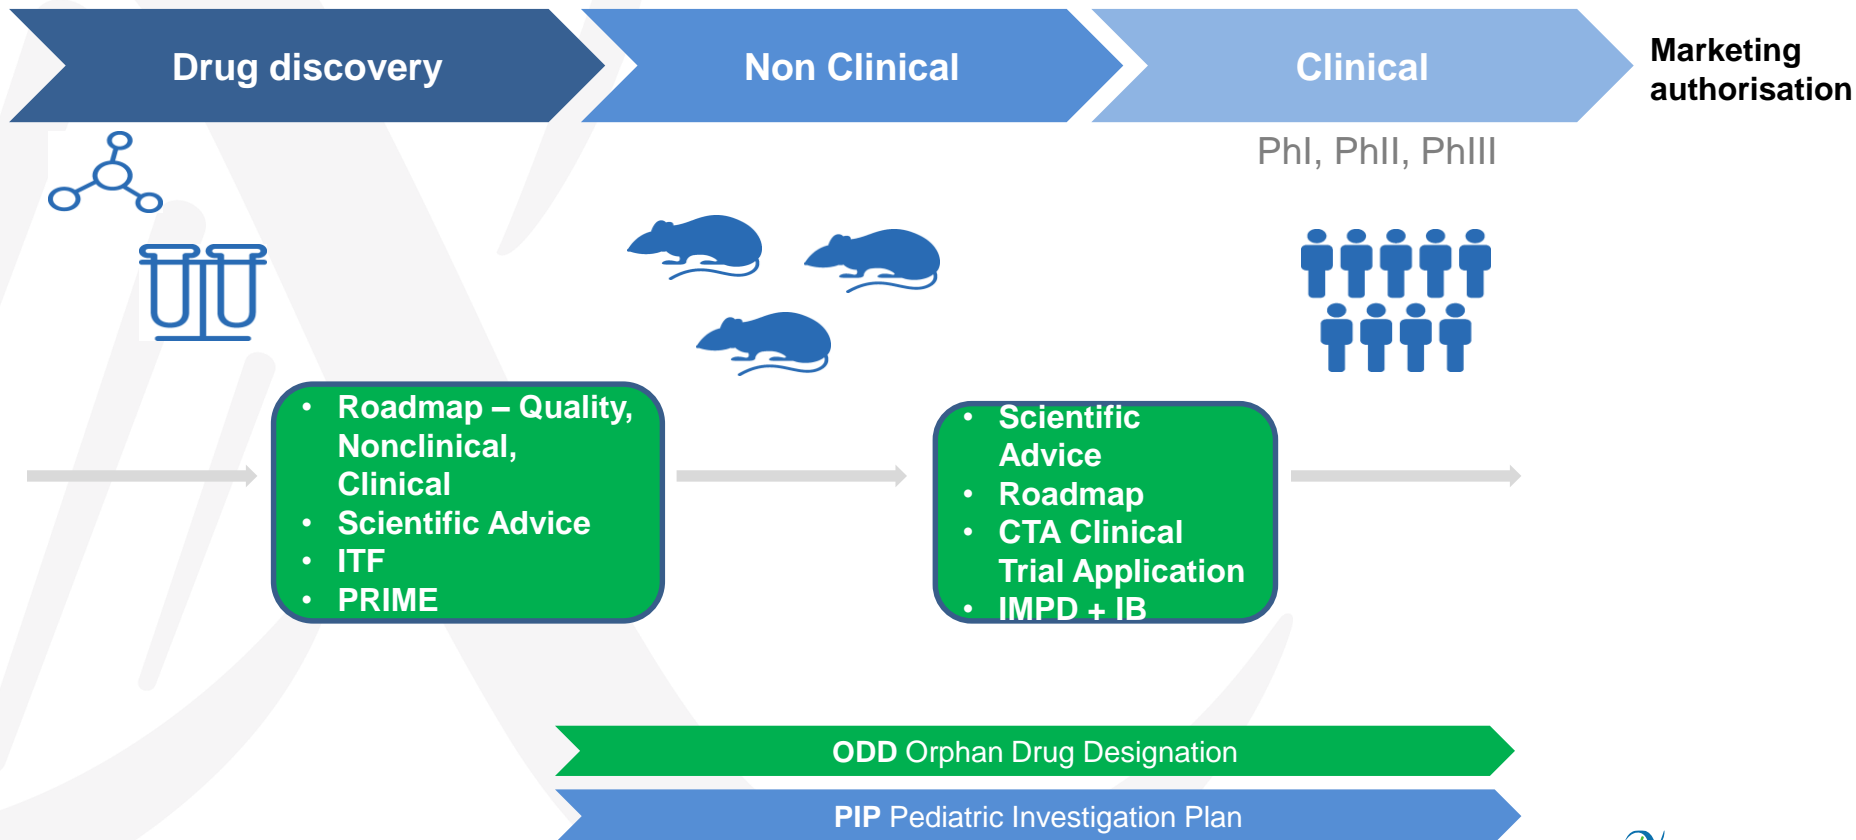 Drug discovery
Non Clinical
Clinical
Marketing
authorisation
PhI, PhII, PhIII
• Roadmap – Quality,
Nonclinical,
Clinical
• Scientific Advice
• ITF
• PRIME
• Scientific
Advice
• Roadmap
• CTA Clinical
Trial Application
• IMPD + IB
ODD Orphan Drug Designation
PIP Pediatric Investigation Plan